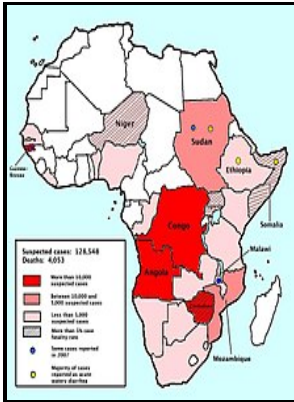 Niger
Sudan
Guinea-
Bissau
Ethiopia
Somalia
Congo
Malawi
Angola
Mozambique
Suspected cases: 128,548
Deaths: 4,053
More than 10,000
suspected cases
Between 10,000 and
5,000 suspected cases
Less than 5,000
suspected cases
More than 5% case
fatality rate
Some cases reported
in 2007
Majority of cases
reported as acute
watery diarrhea